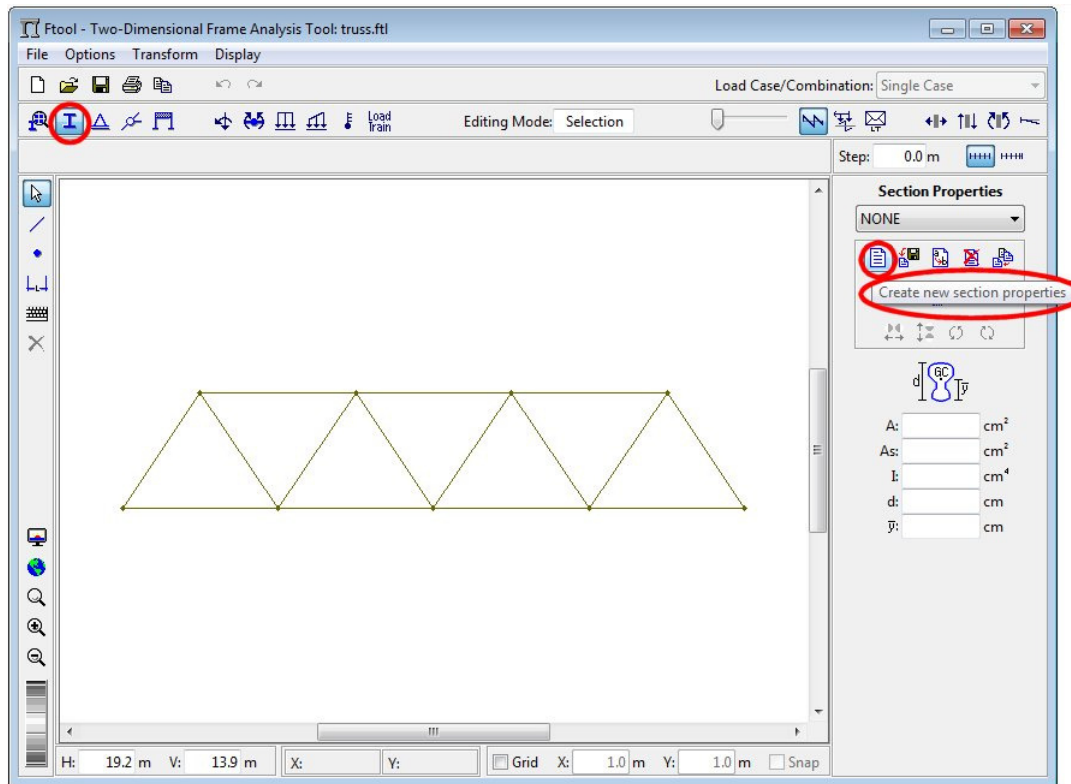 Ftool - Two-Dimensional Frame Analysis Tool: truss.ftl
File Options Transform Display
Load Case/Combination: Single Case
Load Train Editing Mode: Selection LT
Step: 0.0 m
Section Properties
NONE
Create new section properties
d GC y̅
A: cm²
As: cm²
I: cm⁴
d: cm
y̅: cm
L
H: 19.2 m V: 13.9 m X: Y: Grid X: 1.0 m Y: 1.0 m Snap